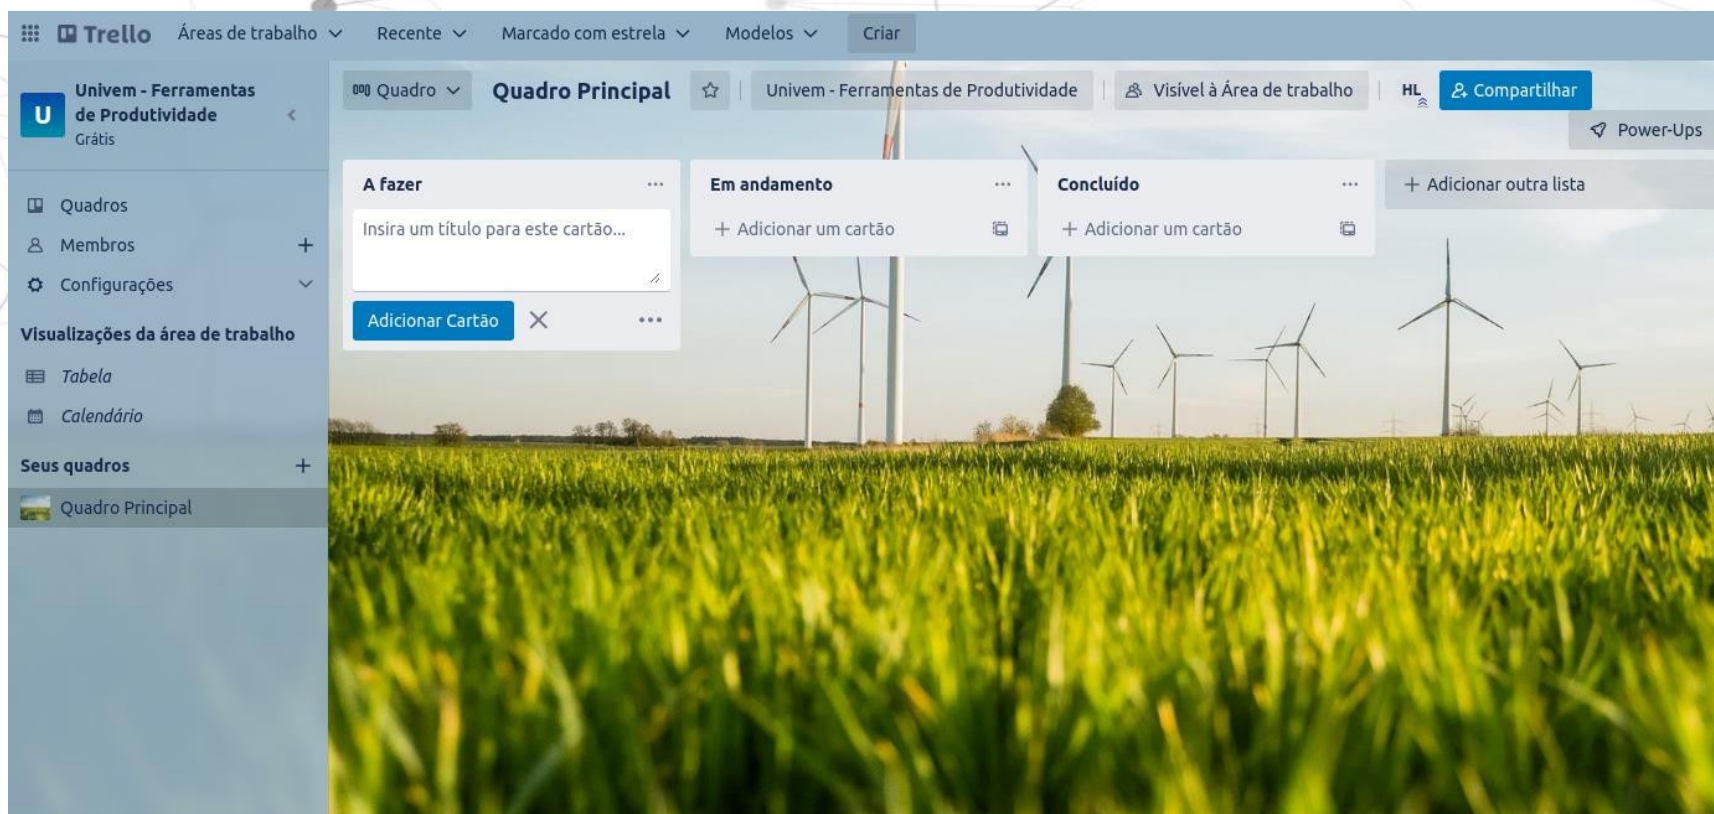 Trello Áreas de trabalho Recente Marcado com estrela Modelos Criar
U
Univem - Ferramentas
de Produtividade
Grátis
Quadros
Membros
Configurações
Visualizações da área de trabalho
Tabela
Calendário
Seus quadros
Quadro Principal
Quadro Quadro Principal Univem - Ferramentas de Produtividade Visível à Área de trabalho HL Compartilhar
Power-Ups
A fazer
Insira um título para este cartão...
Adicionar Cartão
Em andamento
Adicionar um cartão
Concluído
Adicionar um cartão
Adicionar outra lista